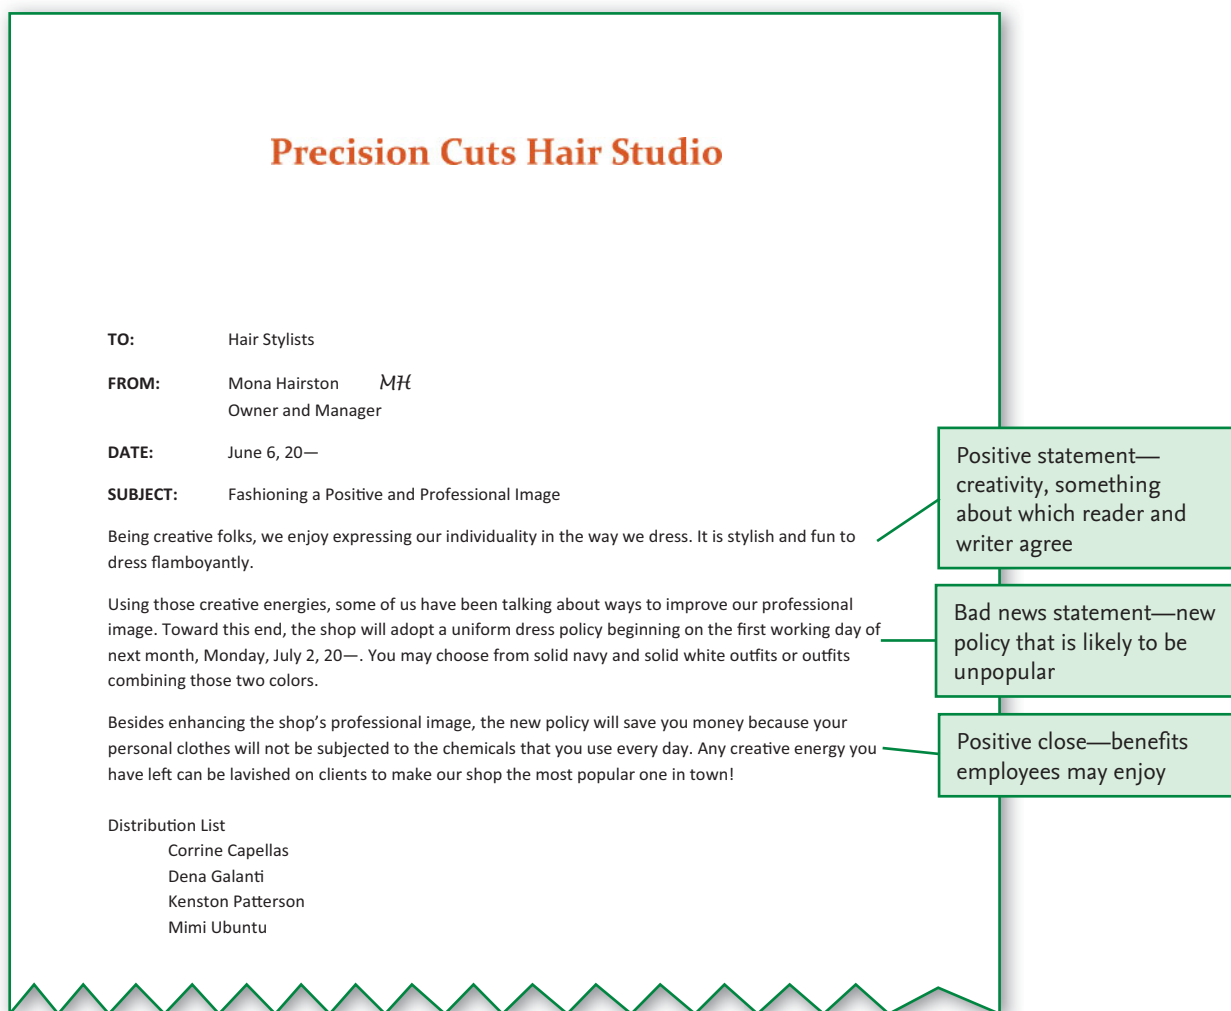 Precision Cuts Hair Studio
TO: Hair Stylists
FROM: Mona Hairston MH
Owner and Manager
DATE: June 6, 20—
SUBJECT: Fashioning a Positive and Professional Image
Being creative folks, we enjoy expressing our individuality in the way we dress. It is stylish and fun to
dress flamboyantly.
Using those creative energies, some of us have been talking about ways to improve our professional
image. Toward this end, the shop will adopt a uniform dress policy beginning on the first working day of
next month, Monday, July 2, 20—. You may choose from solid navy and solid white outfits or outfits
combining those two colors.
Besides enhancing the shop's professional image, the new policy will save you money because your
personal clothes will not be subjected to the chemicals that you use every day. Any creative energy you
have left can be lavished on clients to make our shop the most popular one in town!
Distribution List
Corrine Capellas
Dena Galanti
Kenston Patterson
Mimi Ubuntu
Positive statement—
creativity, something
about which reader and
writer agree
Bad news statement—new
policy that is likely to be
unpopular
Positive close—benefits
employees may enjoy